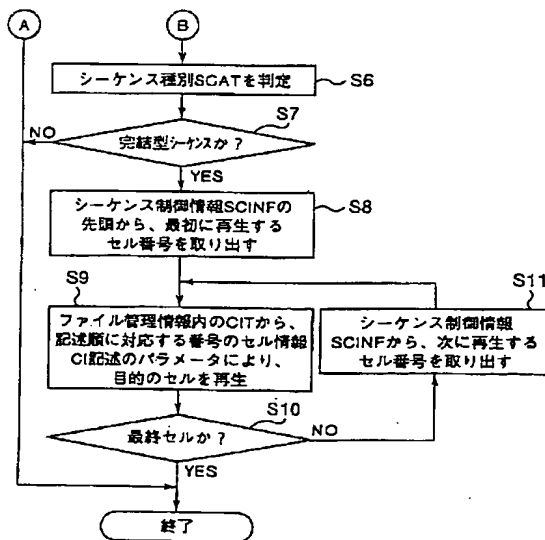 A
B
シーケンス種別SCATを判定
S6
S7
NO
完結型シーケンスか？
YES
シーケンス制御情報SCINFの
先頭から、最初に再生する
セル番号を取り出す
S8
S9
ファイル管理情報内のCITから、
記述順に対応する番号のセル情報
CI記述のパラメータにより、
目的のセルを再生
S11
シーケンス制御情報
SCINFから、次に再生する
セル番号を取り出す
S10
最終セルか？
NO
YES
終了